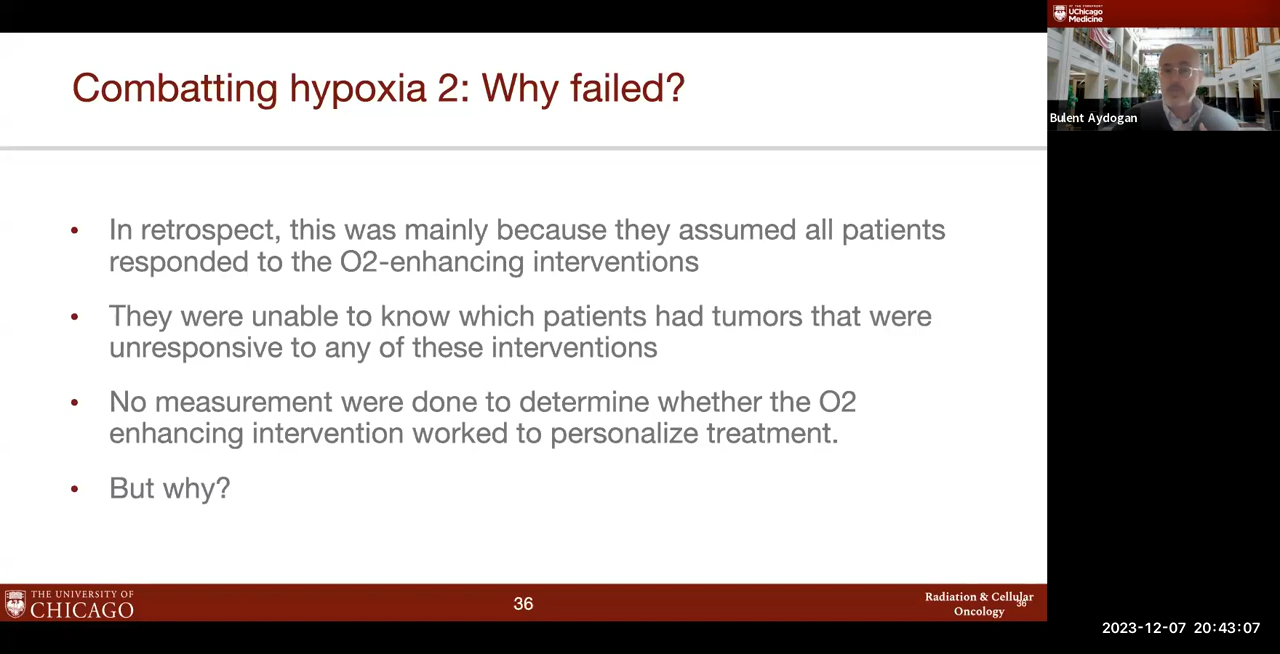 Combatting hypoxia 2: Why failed?
• In retrospect, this was mainly because they assumed all patients
responded to the O2-enhancing interventions
• They were unable to know which patients had tumors that were
unresponsive to any of these interventions
• No measurement were done to determine whether the O2
enhancing intervention worked to personalize treatment.
• But why?
THE UNIVERSITY OF
CHICAGO
36
Radiation & Cellular
Oncology
36
UChicago
Medicine
Bulent Aydogan
2023-12-07 20:43:07